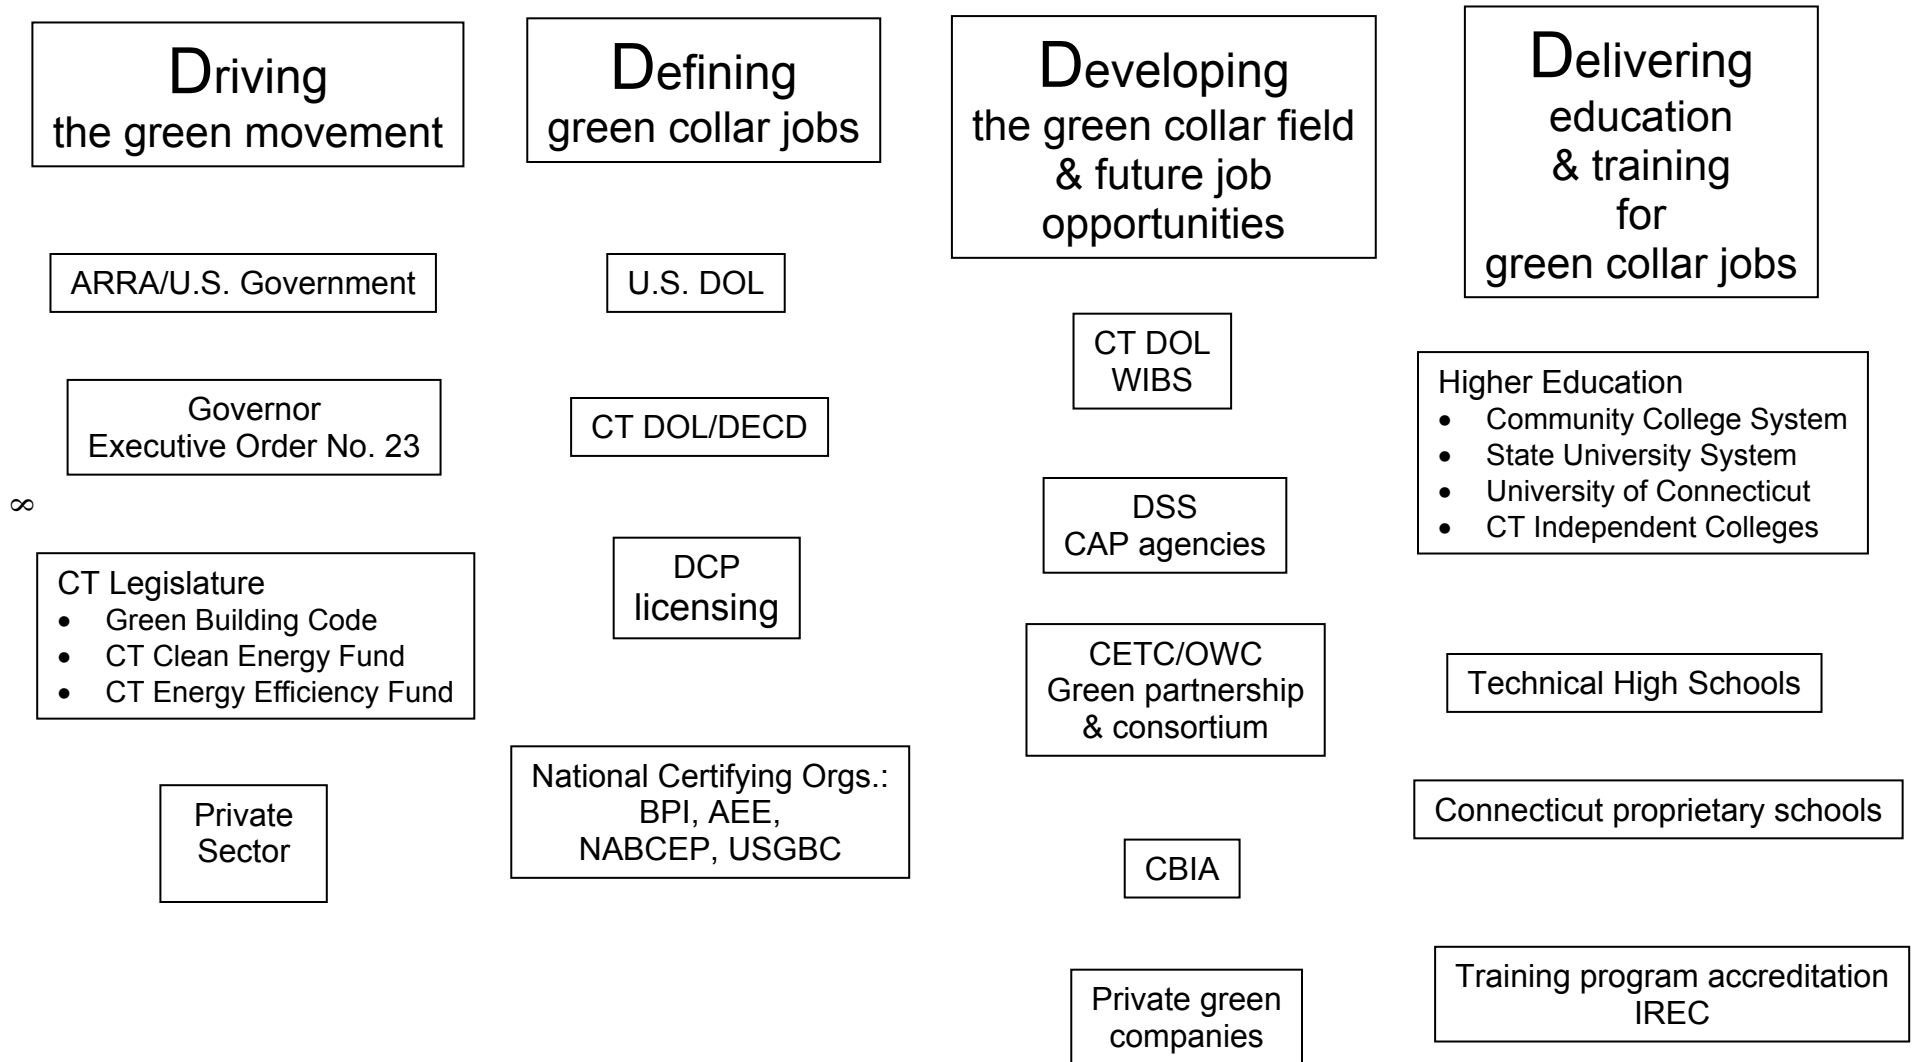 Driving
the green movement
ARRA/U.S. Government
Governor
Executive Order No. 23
8
CT Legislature
• Green Building Code
• CT Clean Energy Fund
• CT Energy Efficiency Fund
Private
Sector
Defining
green collar jobs
U.S. DOL
CT DOL/DECD
DCP
licensing
National Certifying Orgs.:
BPI, AEE,
NABCEP, USGBC
Developing
the green collar field
& future job
opportunities
CT DOL
WIBS
DSS
CAP agencies
CETC/OWC
Green partnership
& consortium
CBIA
Private green
companies
Delivering
education
& training
for
green collar jobs
Higher Education
• Community College System
• State University System
• University of Connecticut
• CT Independent Colleges
Technical High Schools
Connecticut proprietary schools
Training program accreditation
IREC